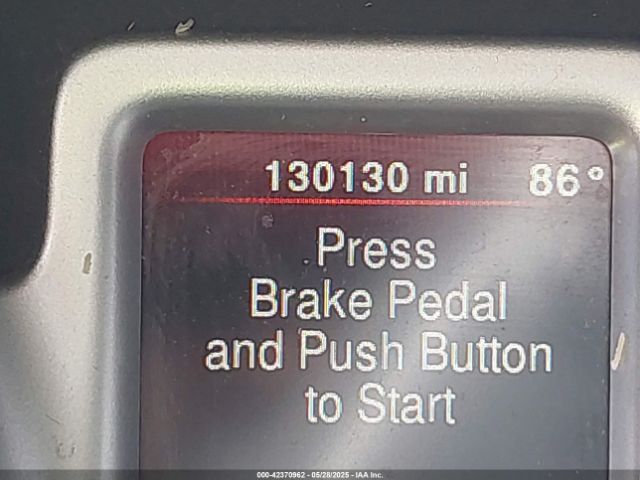 130130 mi 86°
Press
Brake Pedal
and Push Button
to Start
000-42370962 - 05/28/2025 - IAA Inc.